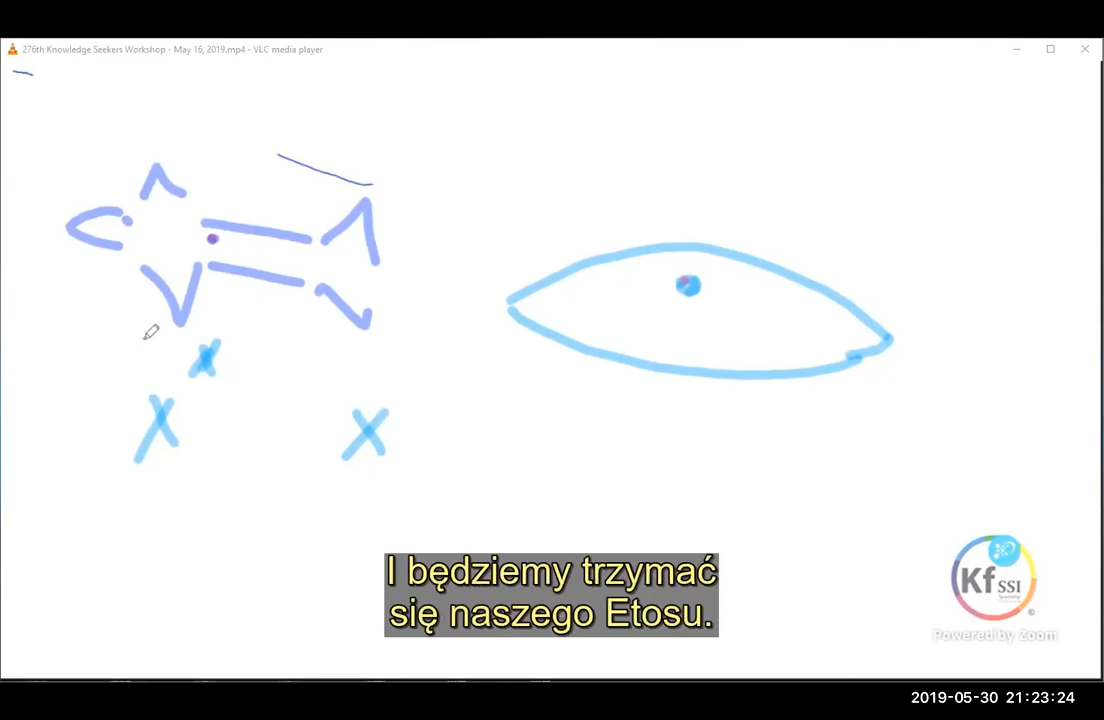 276th Knowledge Seekers Workshop - May 16, 2019.mp4 - VLC media player
X
X
X
I będziemy trzymać
się naszego Etosu.
Kf SSI
©
Powered by Zoom
2019-05-30 21:23:24